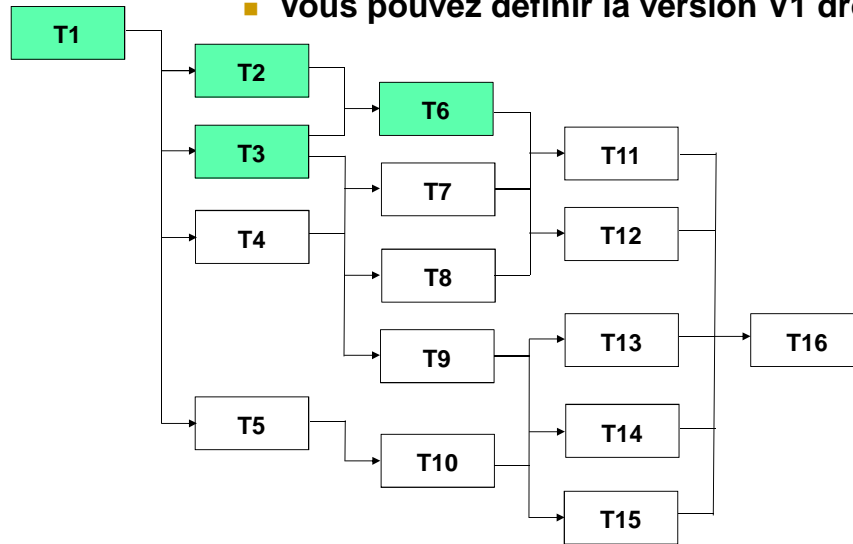 Vous pouvez définir la version V1
T1
T2
T3
T4
T5
T6
T7
T8
T9
T10
T11
T12
T13
T14
T15
T16